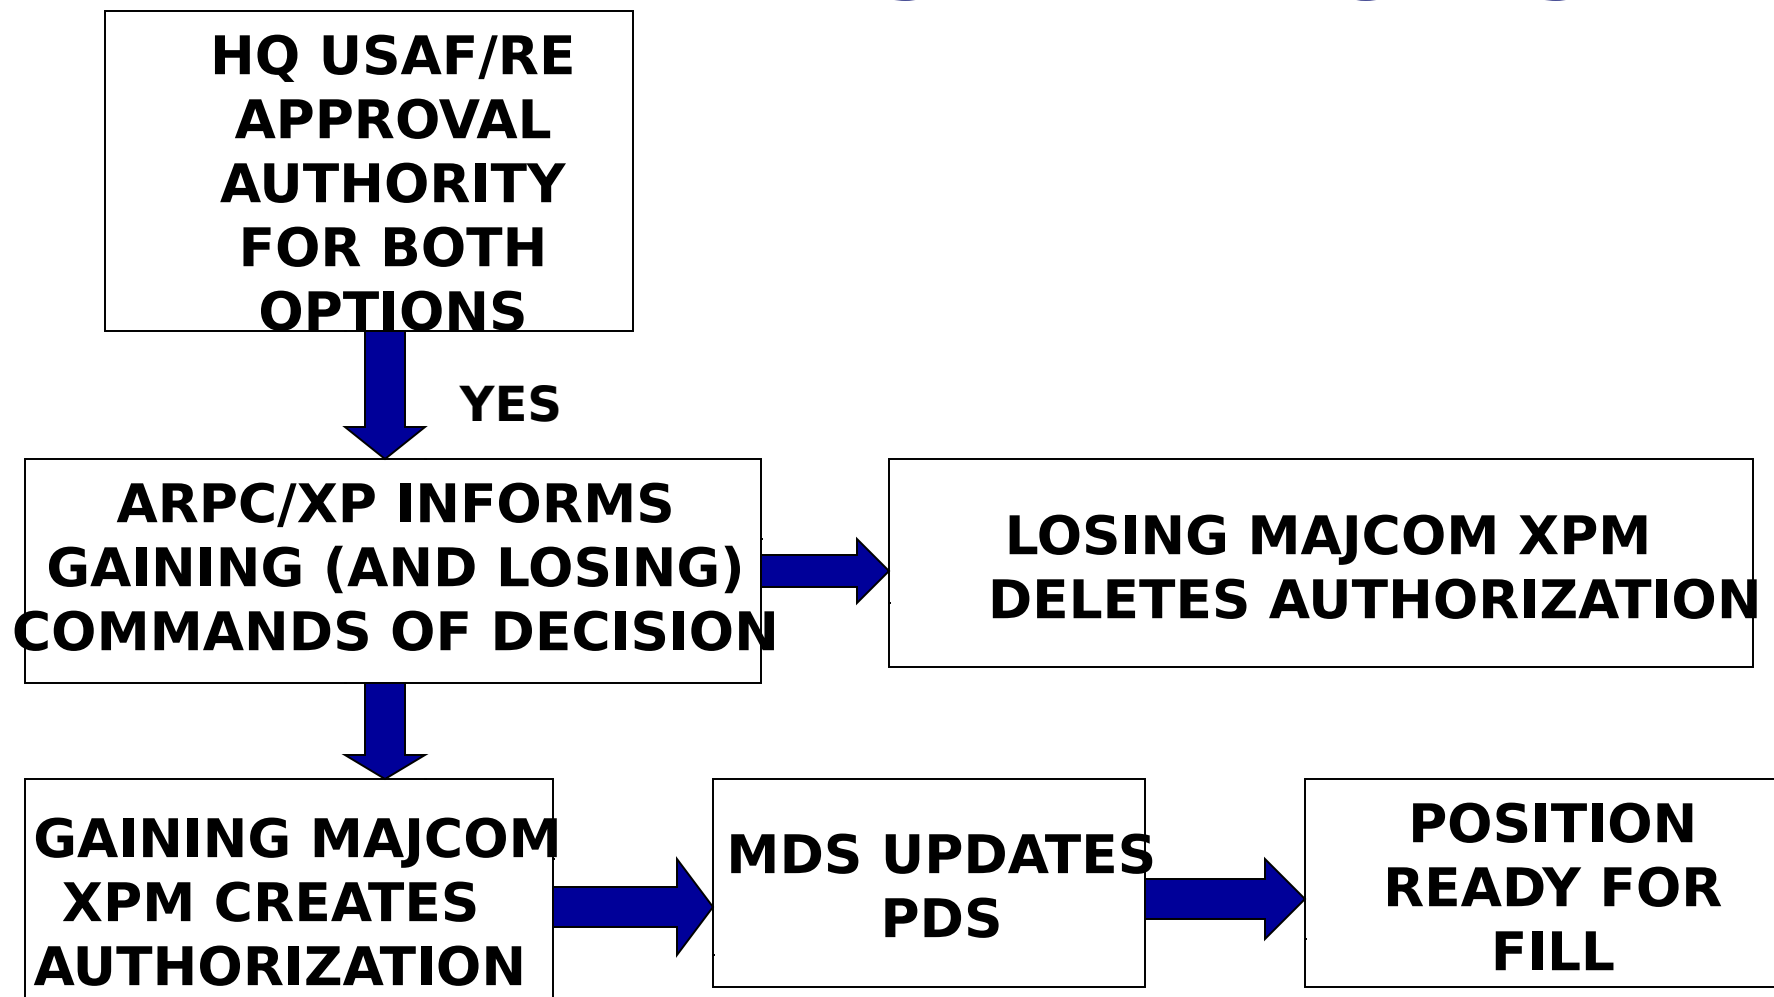 HQ USAF/RE
APPROVAL
AUTHORITY
FOR BOTH
OPTIONS
YES
ARPC/XP INFORMS
GAINING (AND LOSING)
COMMANDS OF DECISION
LOSING MAJCOM XPM
DELETES AUTHORIZATION
GAINING MAJCOM
XPM CREATES
AUTHORIZATION
MDS UPDATES
PDS
POSITION
READY FOR
FILL